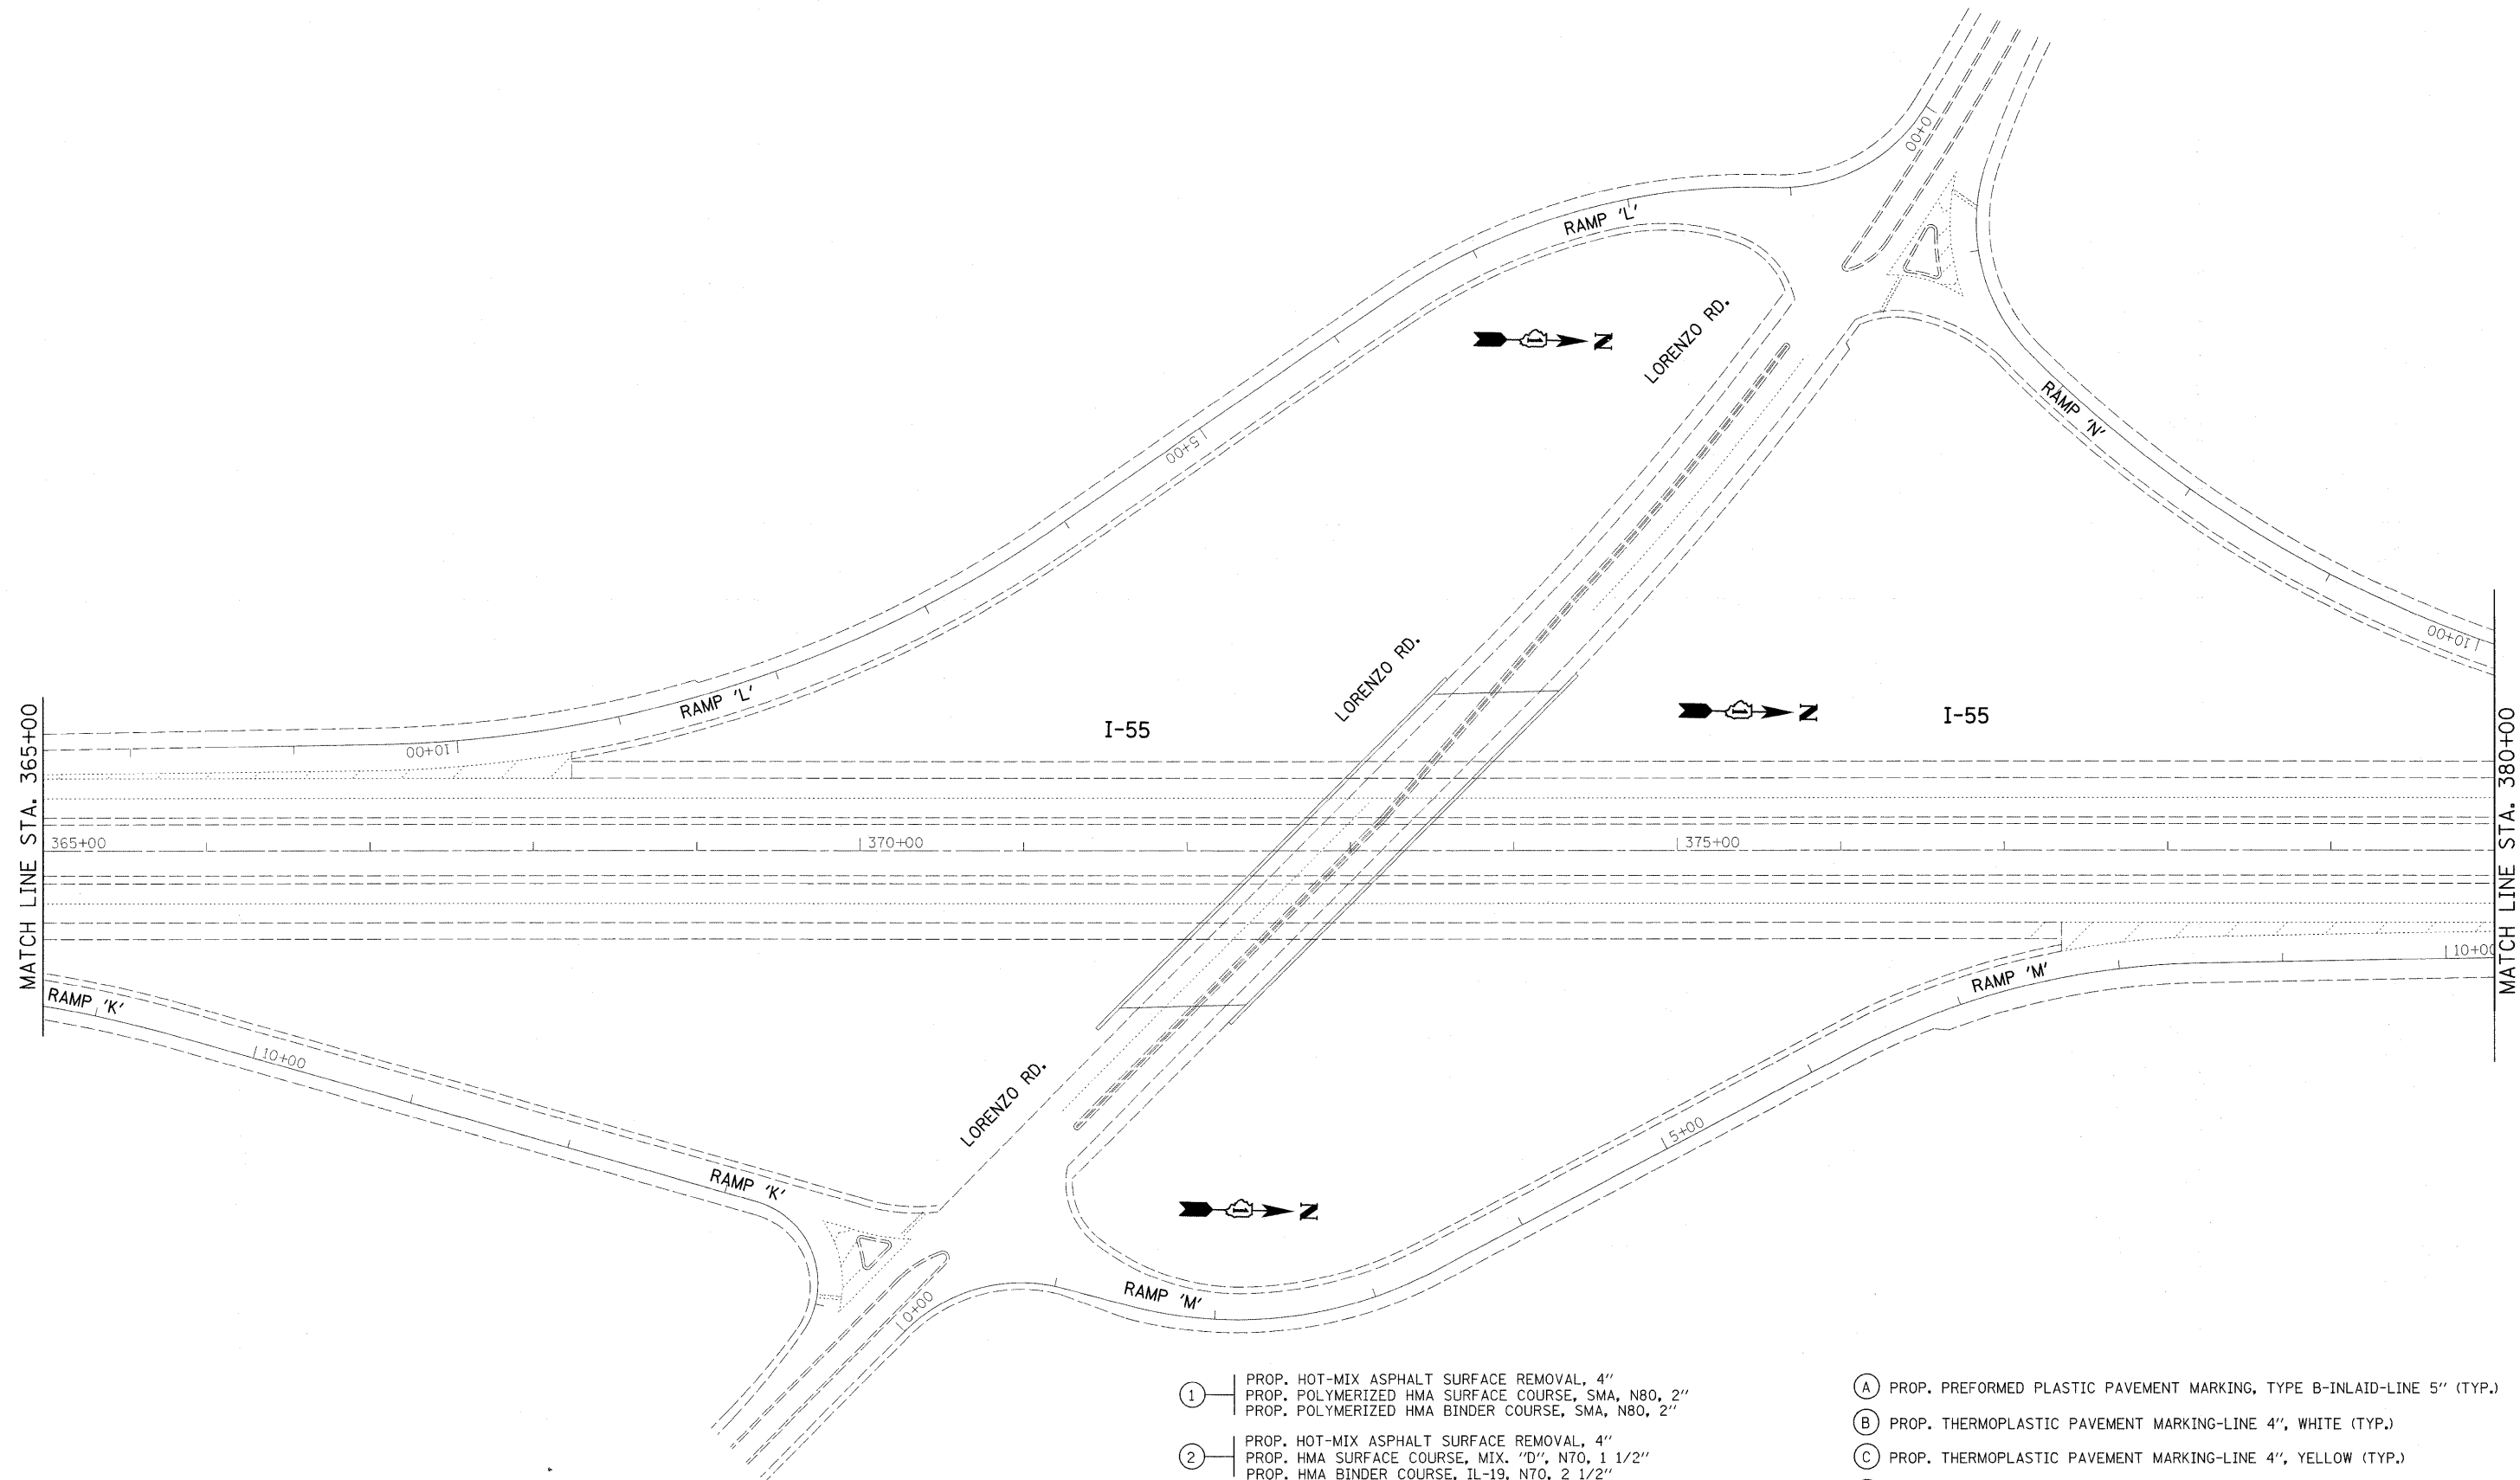 0+00
RAMP 'L'
N
LORENZO RD.
RAMP 'N'
5+00
10+00
LORENZO RD.
RAMP 'L'
I-55
N
I-55
10+00
MATCH LINE STA. 365+00
MATCH LINE STA. 380+00
365+00
370+00
375+00
10+00
RAMP 'M'
RAMP 'K'
10+00
LORENZO RD.
5+00
RAMP 'K'
N
RAMP 'M'
0+00
1 PROP. HOT-MIX ASPHALT SURFACE REMOVAL, 4"
PROP. POLYMERIZED HMA SURFACE COURSE, SMA, N80, 2"
PROP. POLYMERIZED HMA BINDER COURSE, SMA, N80, 2"
2 PROP. HOT-MIX ASPHALT SURFACE REMOVAL, 4"
PROP. HMA SURFACE COURSE, MIX. "D", N70, 1 1/2"
PROP. HMA BINDER COURSE, IL-19, N70, 2 1/2"
A PROP. PREFORMED PLASTIC PAVEMENT MARKING, TYPE B-INLAID-LINE 5" (TYP.)
B PROP. THERMOPLASTIC PAVEMENT MARKING-LINE 4", WHITE (TYP.)
C PROP. THERMOPLASTIC PAVEMENT MARKING-LINE 4", YELLOW (TYP.)